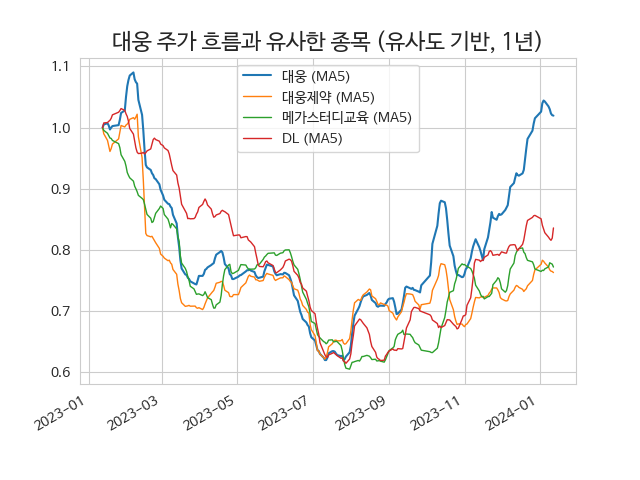 대웅 주가 흐름과 유사한 종목 (유사도 기반, 1년)
대웅 (MA5)
대웅제약 (MA5)
메가스터디교육 (MA5)
DL (MA5)
1.1
1.0
0.9
0.8
0.7
0.6
2023-01
2023-03
2023-05
2023-07
2023-09
2023-11
2024-01